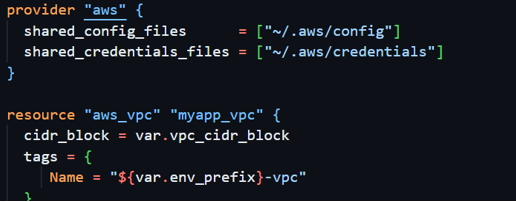 provider "aws" {
  shared_config_files      = ["~/.aws/config"]
  shared_credentials_files = ["~/.aws/credentials"]
}

resource "aws_vpc" "myapp_vpc" {
  cidr_block = var.vpc_cidr_block
  tags = {
    Name = "${var.env_prefix}-vpc"
  }